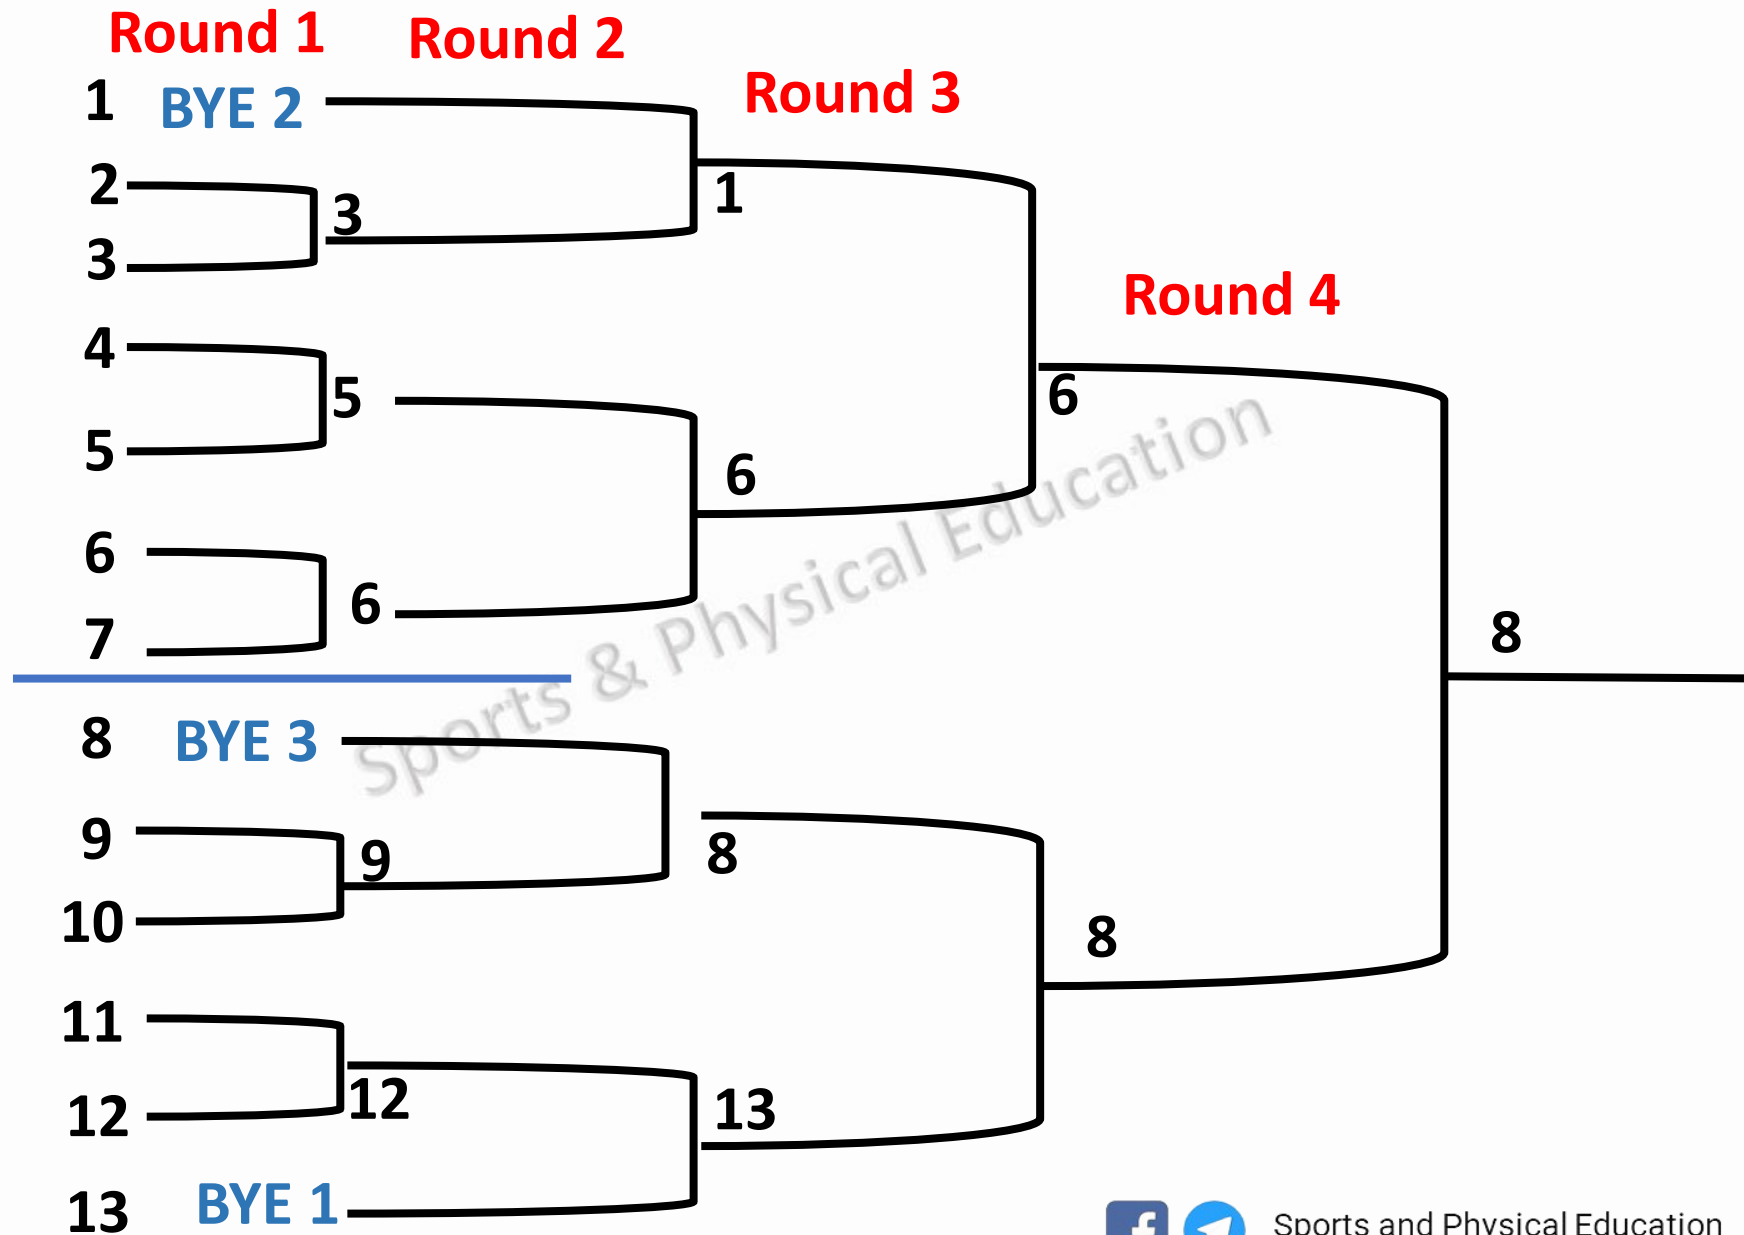 Round 1
Round 2
Round 3
Round 4
1 BYE 2
2
3
3
1
4
5
5
6
6
6
7
6
8
8 BYE 3
9
9
10
8
8
11
12
12
13
13 BYE 1
Sports & Physical Education
Sports and Physical Education